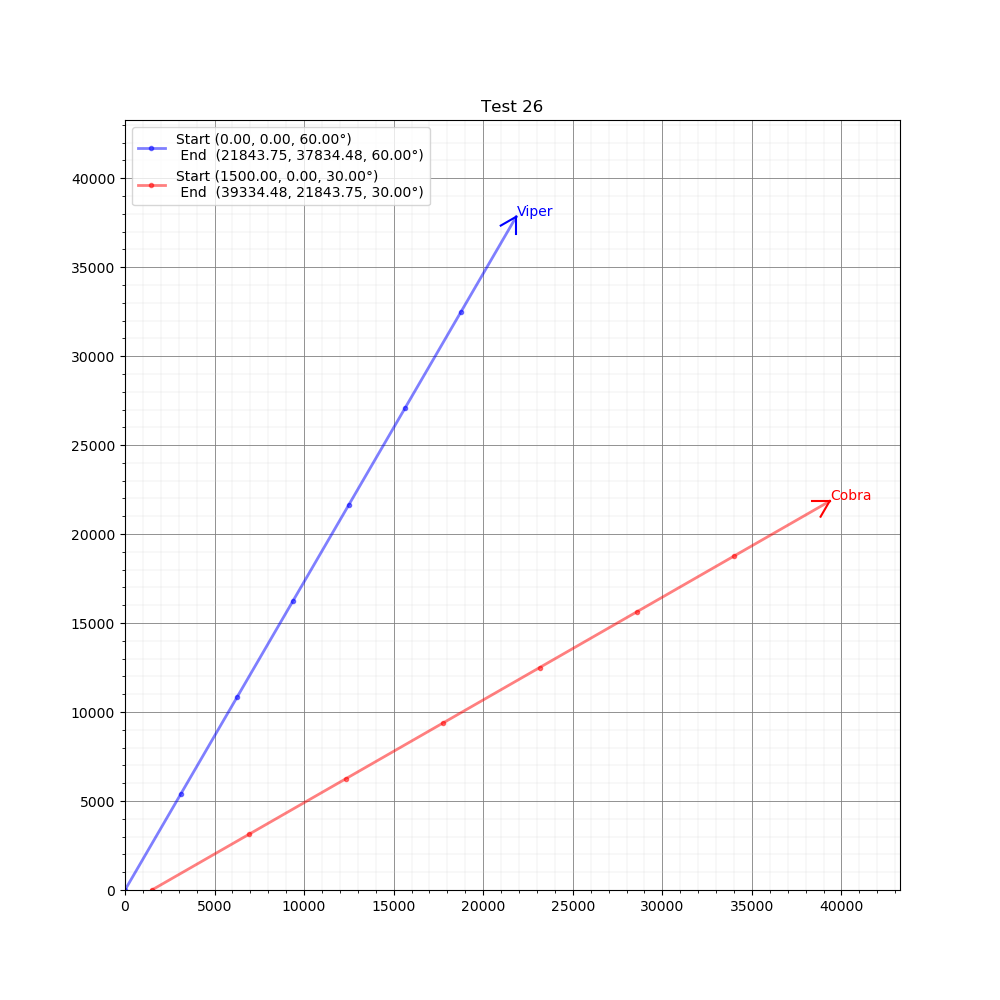 Test 26
Start (0.00, 0.00, 60.00°)
End  (21843.75, 37834.48, 60.00°)
Start (1500.00, 0.00, 30.00°)
End  (39334.48, 21843.75, 30.00°)
40000
Viper
35000
30000
25000
Cobra
20000
15000
10000
5000
0
0 5000 10000 15000 20000 25000 30000 35000 40000